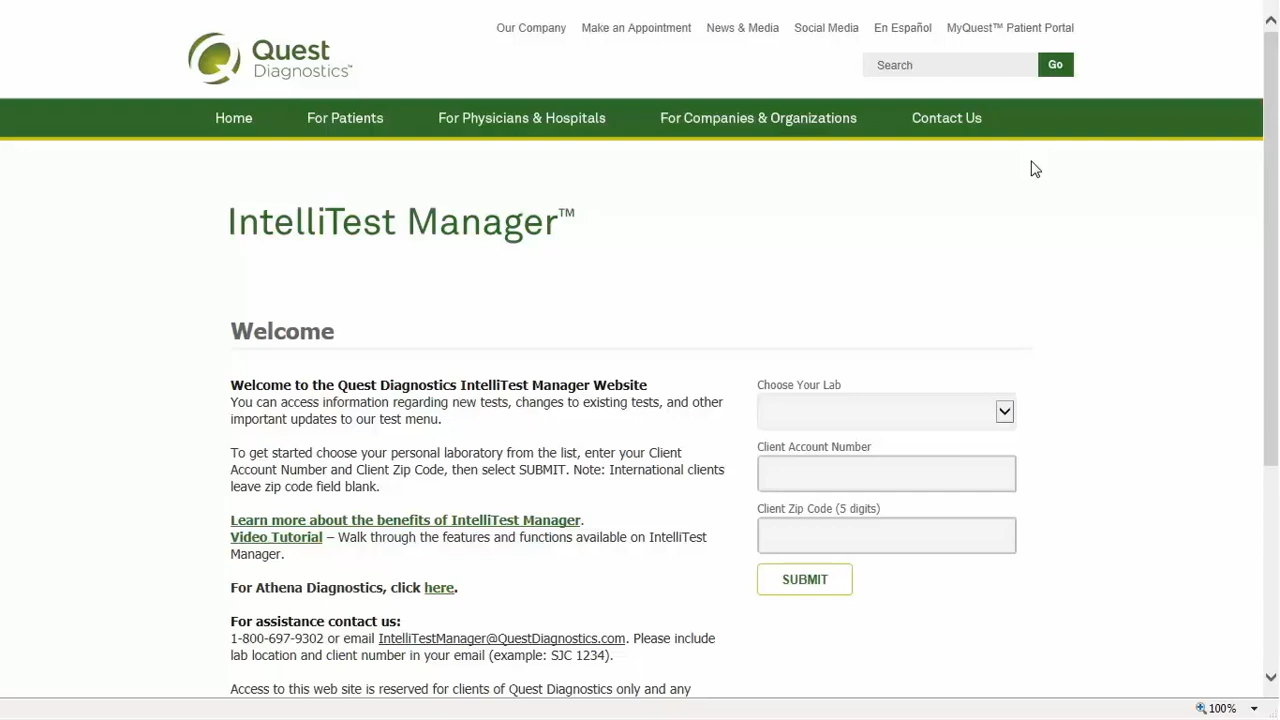 Our Company Make an Appointment News & Media Social Media En Español MyQuest™ Patient Portal
Quest
Diagnostics™
Search Go
Home For Patients For Physicians & Hospitals For Companies & Organizations Contact Us
IntelliTest Manager™
Welcome
Welcome to the Quest Diagnostics IntelliTest Manager Website
You can access information regarding new tests, changes to existing tests, and other
important updates to our test menu.
To get started choose your personal laboratory from the list, enter your Client
Account Number and Client Zip Code, then select SUBMIT. Note: International clients
leave zip code field blank.
Learn more about the benefits of IntelliTest Manager.
Video Tutorial – Walk through the features and functions available on IntelliTest
Manager.
For Athena Diagnostics, click here.
For assistance contact us:
1-800-697-9302 or email IntelliTestManager@QuestDiagnostics.com. Please include
lab location and client number in your email (example: SJC 1234).
Access to this web site is reserved for clients of Quest Diagnostics only and any
Choose Your Lab
Client Account Number
Client Zip Code (5 digits)
SUBMIT
100%